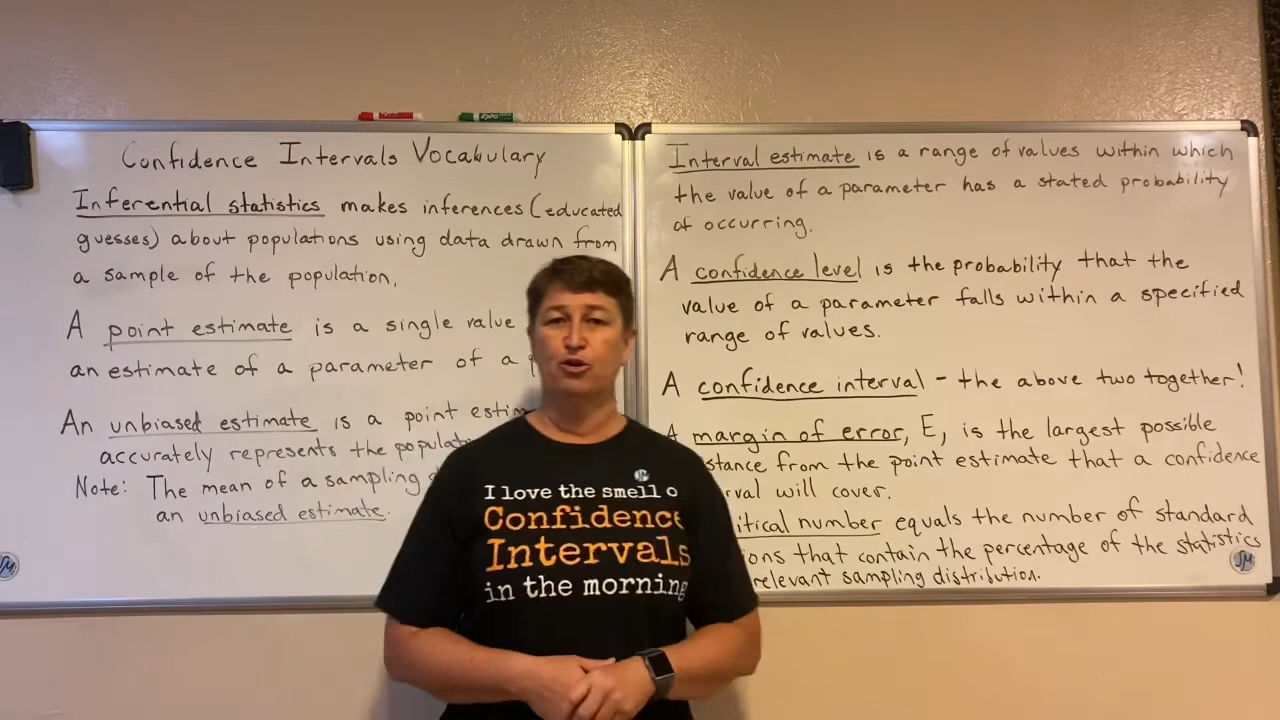 EXPO
Confidence Intervals Vocabulary
Inferential statistics makes inferences (educated
guesses) about populations using data drawn from
a sample of the population.
A point estimate is a single value
an estimate of a parameter of a
An unbiased estimate is a point
accurately represents the
Note: The mean of a sampling
an unbiased estimate.
SM
Interval estimate is a range of values within which
the value of a parameter has a stated probability
of occurring.
A confidence level is the probability that the
value of a parameter falls within a specified
range of values.
A confidence interval - the above two together!
A margin of error, E, is the largest possible
stance from the point estimate that a confidence
rval will cover.
itical number equals the number of standard
ions that contain the percentage of the statistics
relevant sampling distribution.
SM
I love the smell o
Confidence
Intervals
in the morning